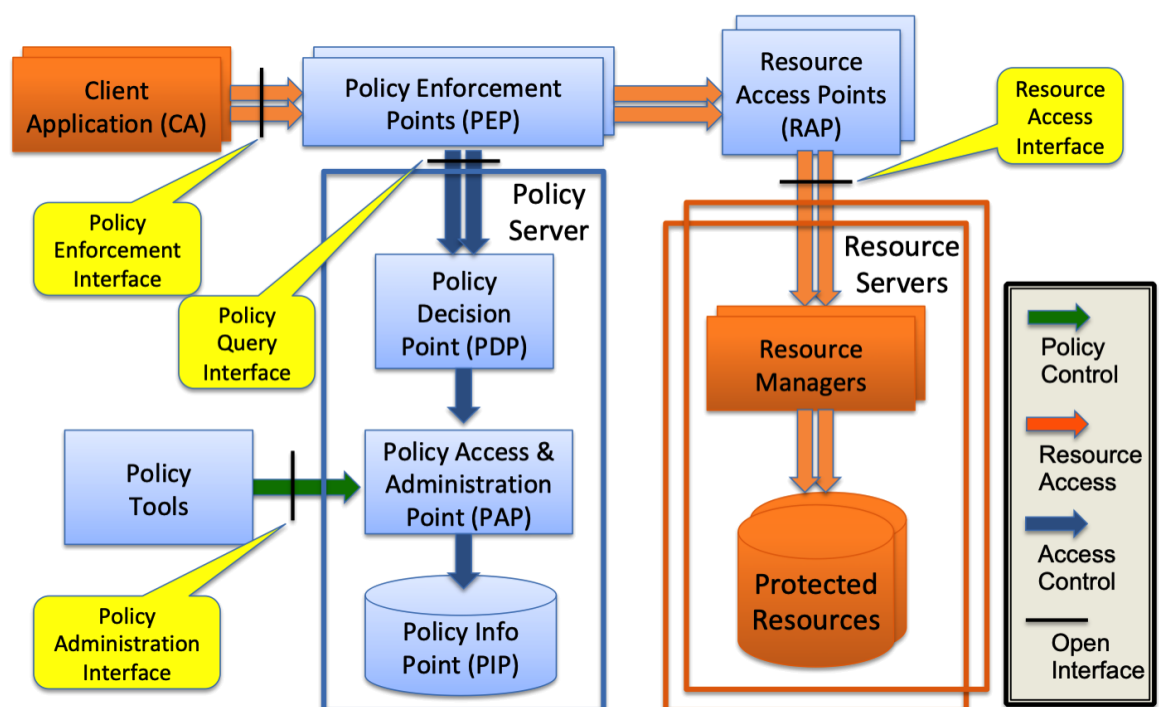 Client
Application (CA)
Policy Enforcement
Points (PEP)
Resource
Access Points
(RAP)
Resource
Access
Interface
Policy
Enforcement
Interface
Policy
Query
Interface
Policy
Server
Policy
Decision
Point (PDP)
Resource
Servers
Resource
Managers
Policy
Tools
Policy Access &
Administration
Point (PAP)
Policy
Administration
Interface
Policy Info
Point (PIP)
Protected
Resources
Policy
Control
Resource
Access
Access
Control
Open
Interface